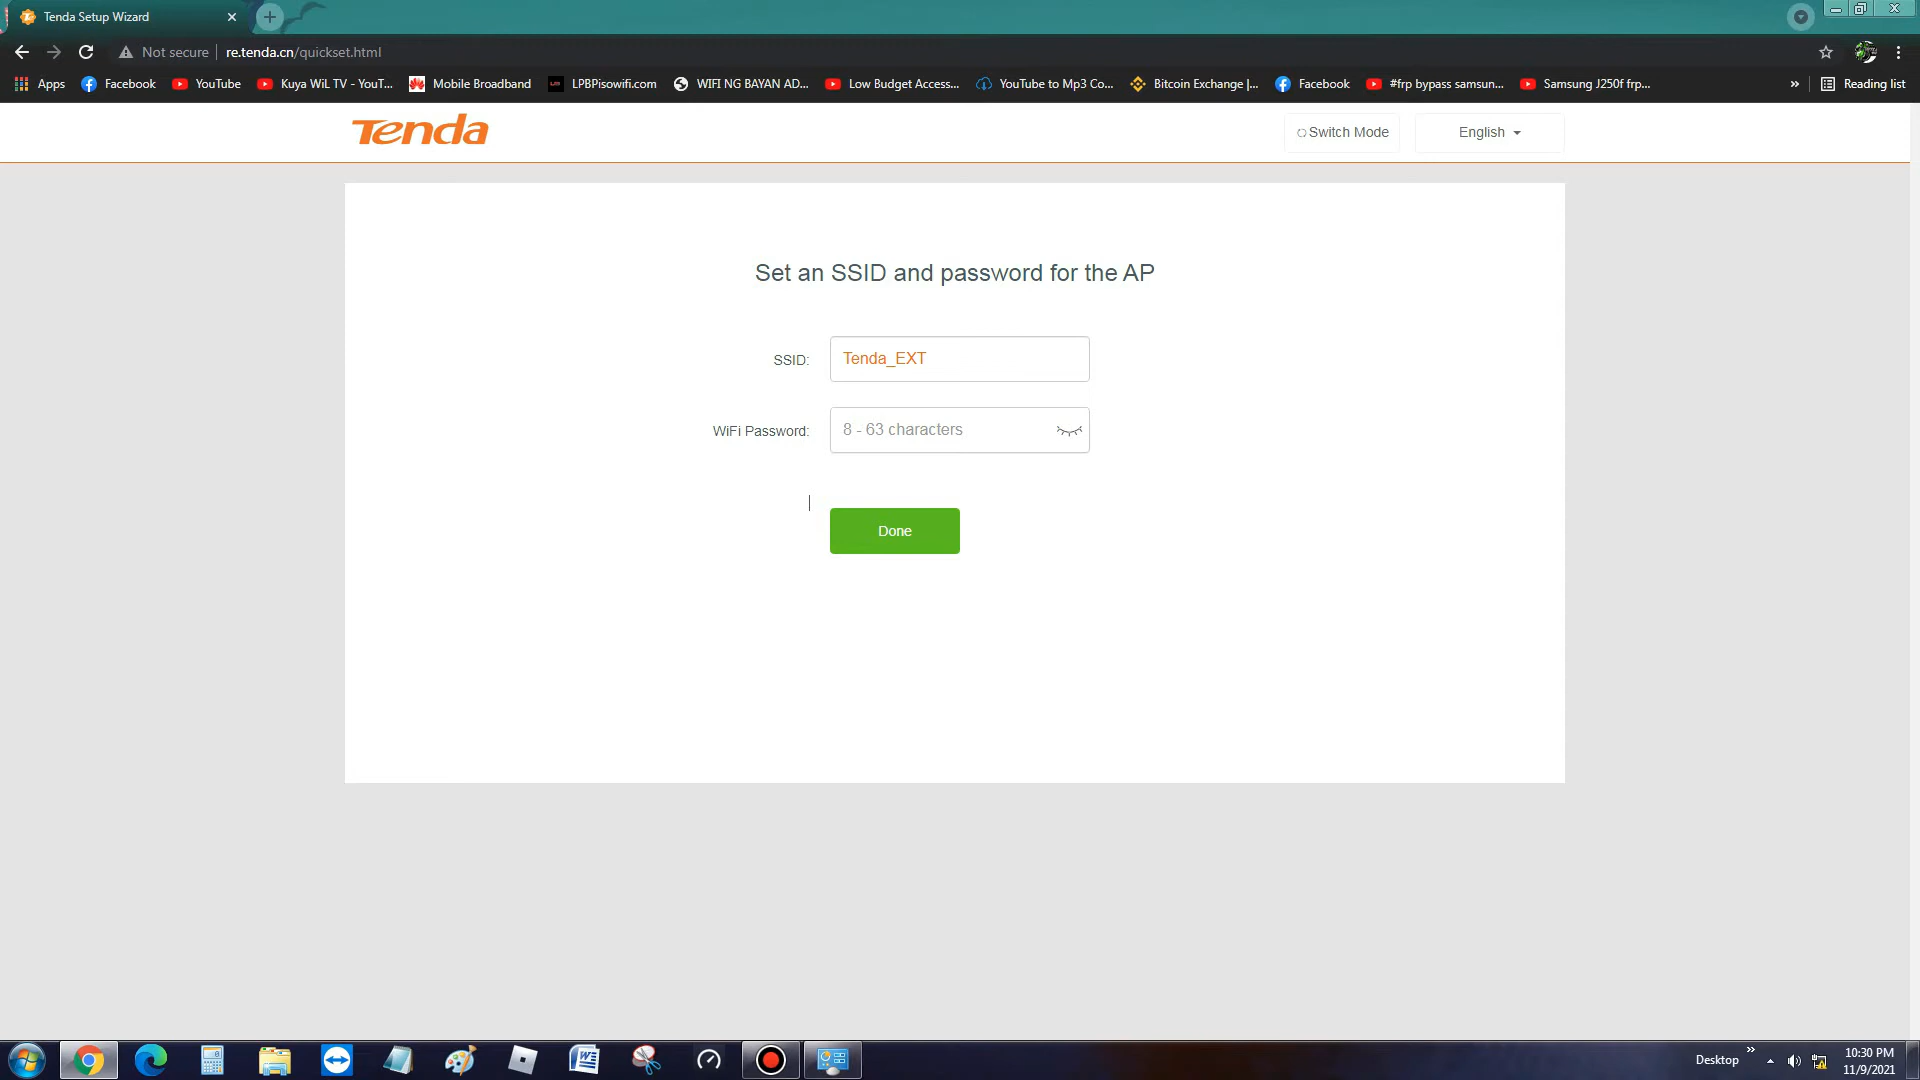 Tenda Setup Wizard
Not secure re.tenda.cn/quickset.html
Apps Facebook YouTube Kuya WiL TV - YouT... Mobile Broadband LPBPisowifi.com WIFI NG BAYAN AD... Low Budget Access... YouTube to Mp3 Co... Bitcoin Exchange |... Facebook #frp bypass samsun... Samsung J250f frp... » Reading list
Tenda Switch Mode English
Set an SSID and password for the AP
SSID: Tenda_EXT
WiFi Password: 8 - 63 characters
Done
Desktop » 10:30 PM
11/9/2021